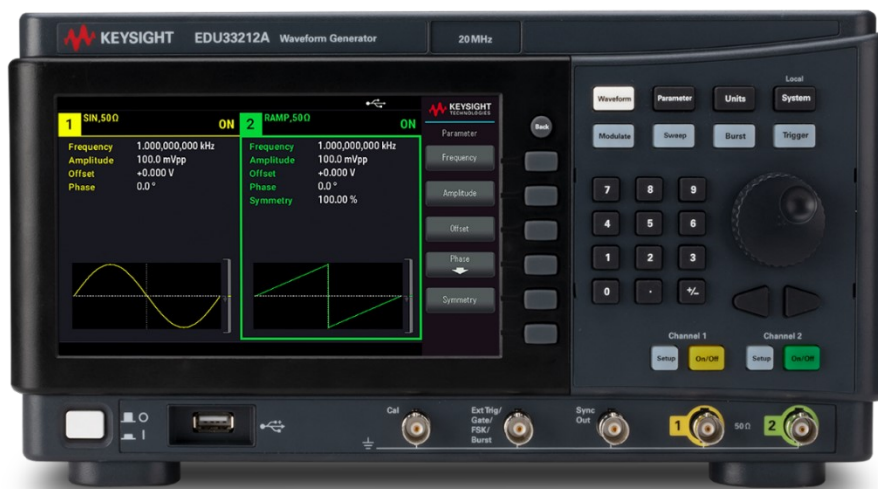 KEYSIGHT EDU33212A Waveform Generator 20 MHz
1 SIN,50Ω ON
Frequency 1.000,000,000 kHz
Amplitude 100.0 mVpp
Offset +0.000 V
Phase 0.0 °
2 RAMP,50Ω ON
Frequency 1.000,000,000 kHz
Amplitude 100.0 mVpp
Offset +0.000 V
Phase 0.0 °
Symmetry 100.00 %
KEYSIGHT
TECHNOLOGIES
Parameter
Frequency
Amplitude
Offset
Phase
Symmetry
Back
Local
Waveform Parameter Units System
Modulate Sweep Burst Trigger
7 8 9
4 5 6
1 2 3
0 . +/-
Channel 1 Channel 2
Setup On/Off Setup On/Off
Cal
Ext Trig/
Gate/
FSK/
Burst
Sync
Out
1 50 Ω 2